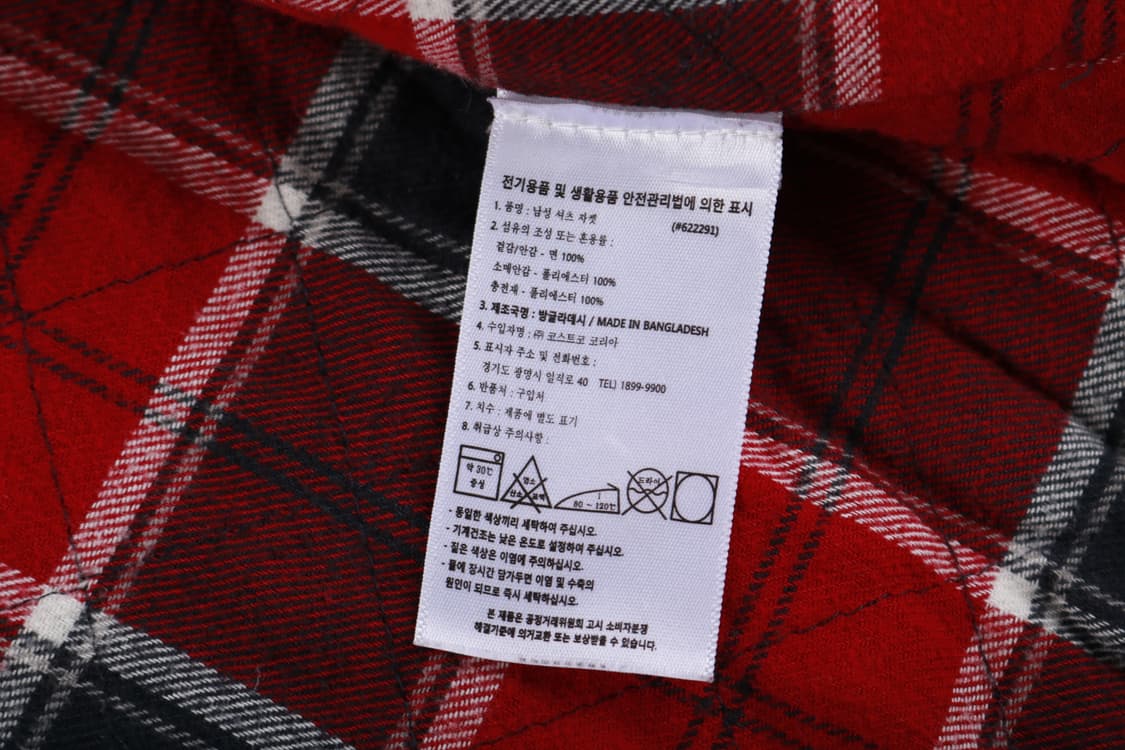 전기용품 및 생활용품 안전관리법에 의한 표시
1. 품명 : 남성 셔츠 자켓 (#622291)
2. 섬유의 조성 또는 혼용률 :
겉감/안감 - 면 100%
소매안감 - 폴리에스터 100%
충전재 - 폴리에스터 100%
3. 제조국명 : 방글라데시 / MADE IN BANGLADESH
4. 수입자명 : ㈜ 코스트코 코리아
5. 표시자 주소 및 전화번호 :
경기도 광명시 일직로 40 TEL) 1899-9900
6. 반품처 : 구입처
7. 치수 : 제품에 별도 표기
8. 취급상 주의사항 :
약 30℃
중성
염소
산소 표백
80 ~ 120℃
드라이
- 동일한 색상끼리 세탁하여 주십시오.
- 기계건조는 낮은 온도로 설정하여 주십시오.
- 짙은 색상은 이염에 주의하십시오.
- 물에 장시간 담가두면 이염 및 수축의
원인이 되므로 즉시 세탁하십시오.
본 제품은 공정거래위원회 고시 소비자분쟁
해결기준에 의거교환 또는 보상받을 수 있습니다.